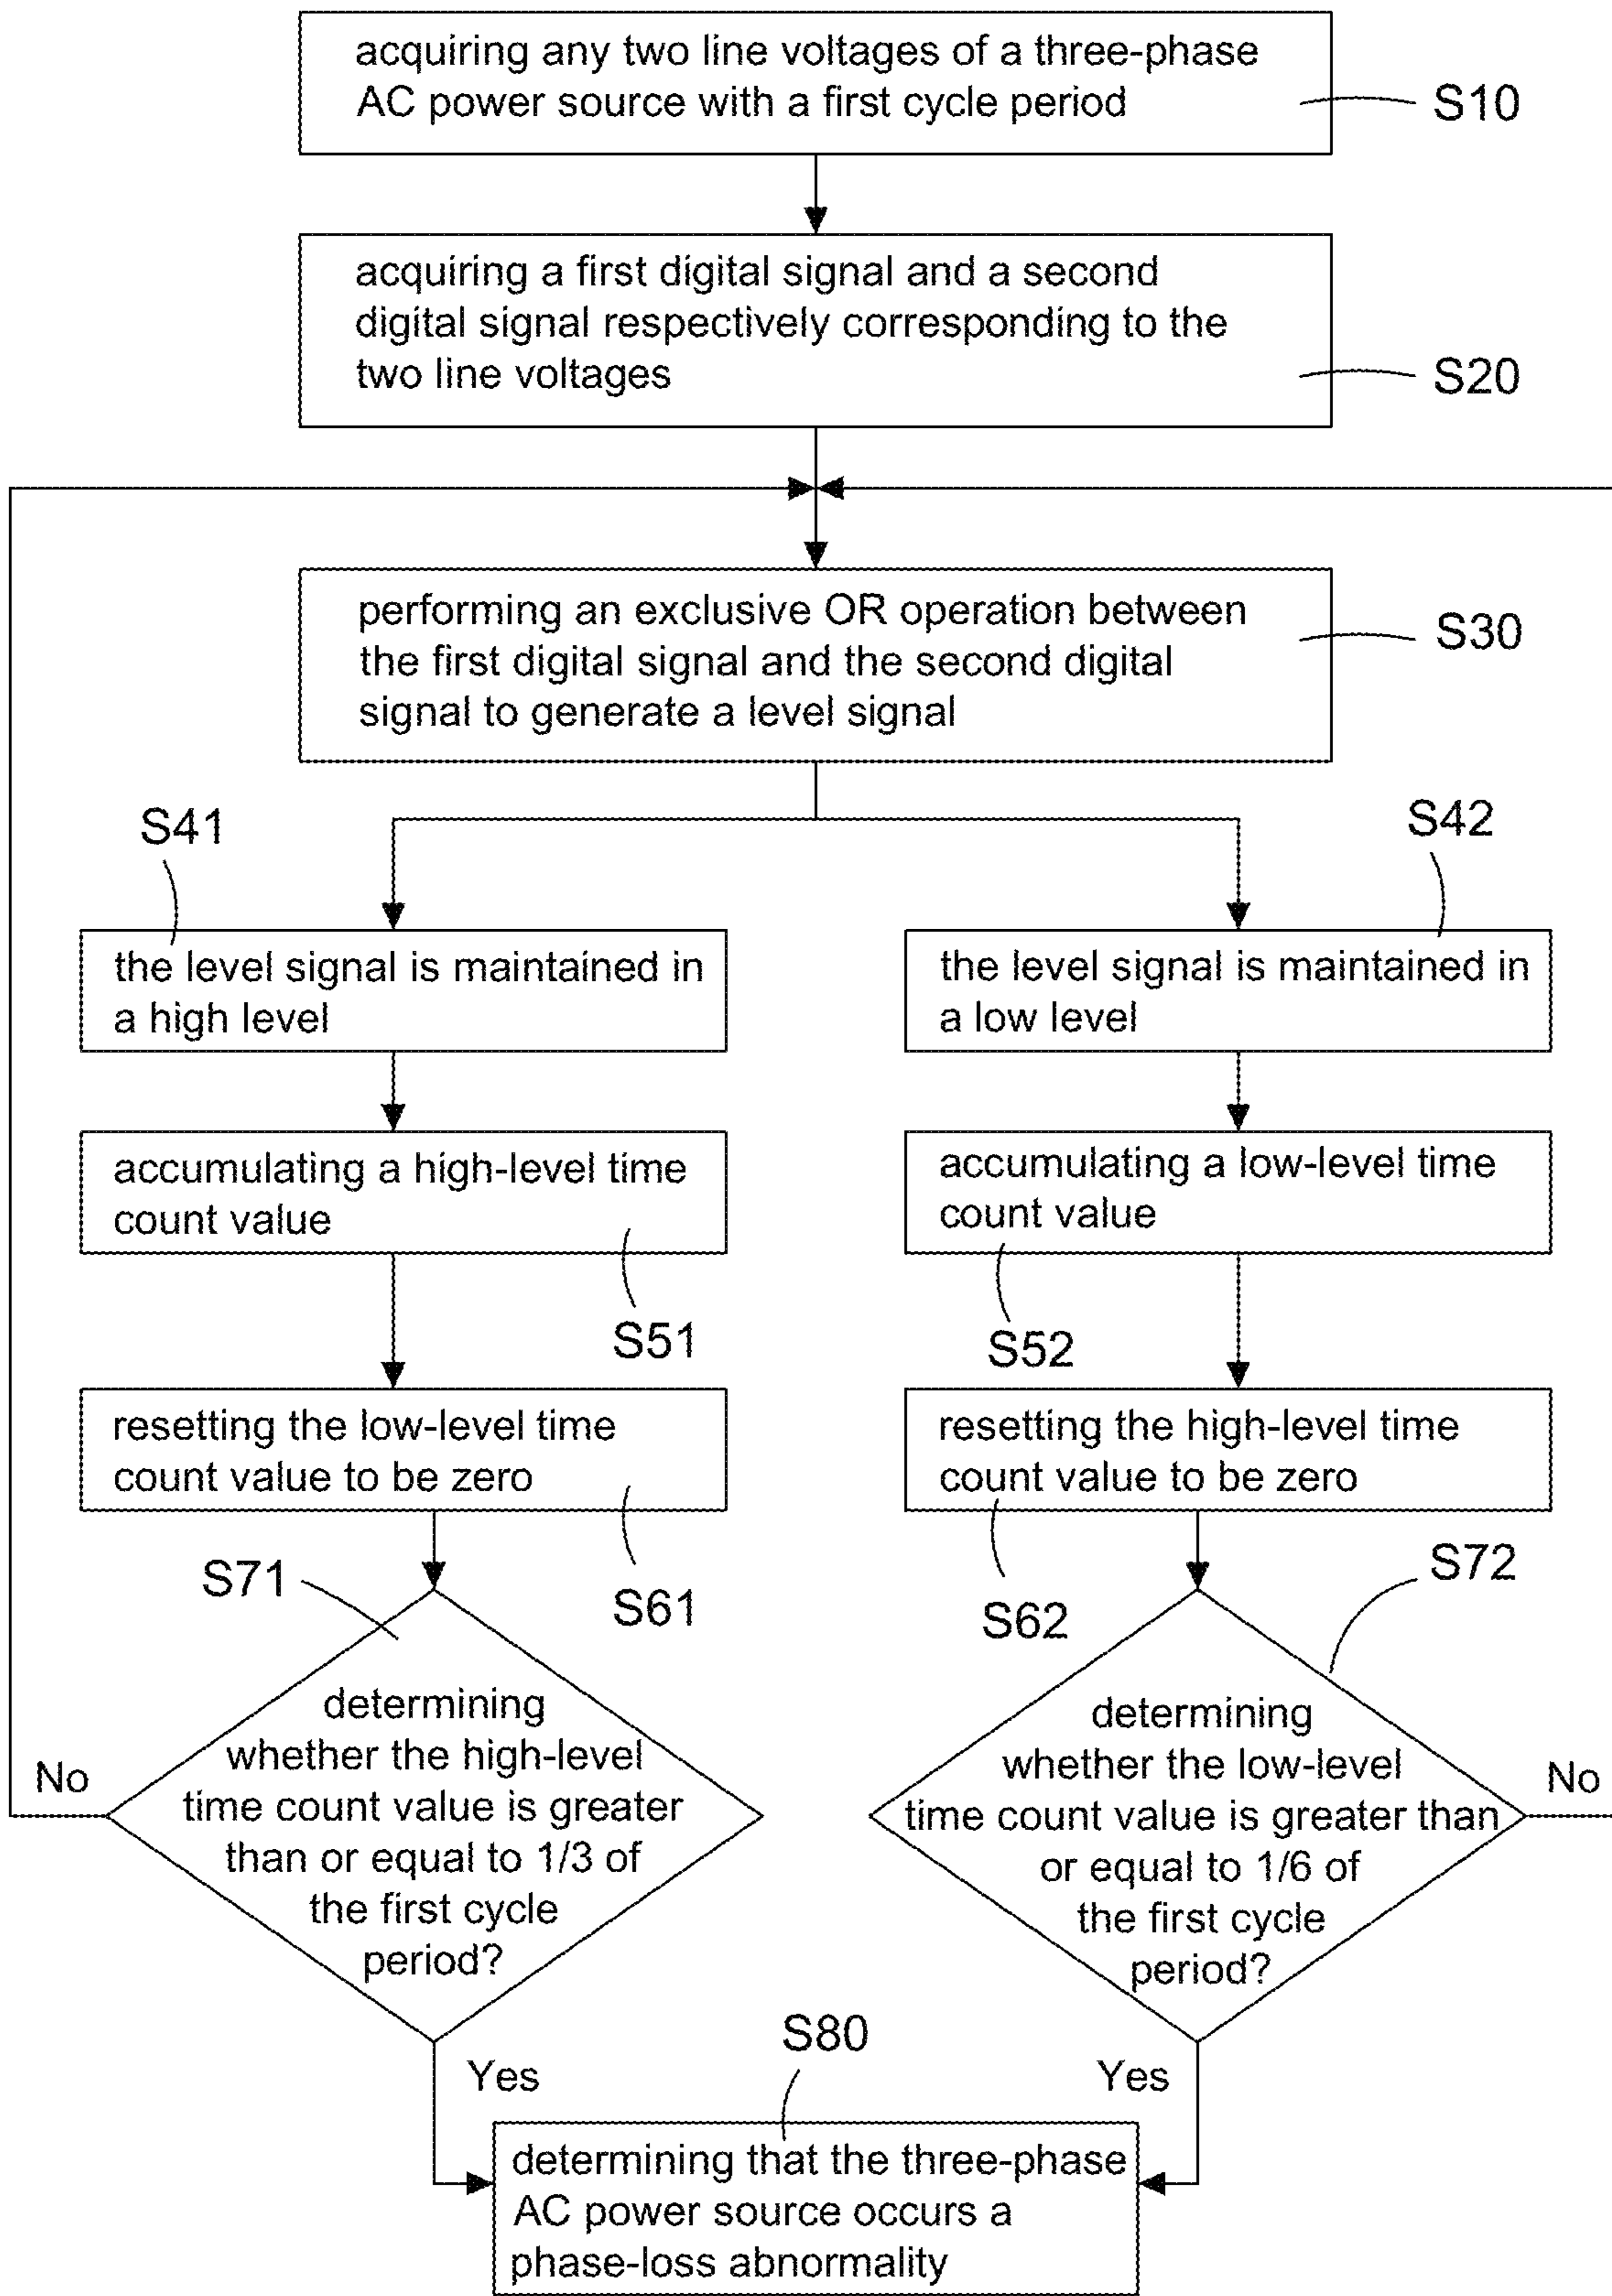 acquiring any two line voltages of a three-phase
AC power source with a first cycle period
S10
acquiring a first digital signal and a second
digital signal respectively corresponding to the
two line voltages
S20
performing an exclusive OR operation between
the first digital signal and the second digital
signal to generate a level signal
S30
S41
S42
the level signal is maintained in
a high level
the level signal is maintained in
a low level
accumulating a high-level time
count value
accumulating a low-level time
count value
S51
S52
resetting the low-level time
count value to be zero
resetting the high-level time
count value to be zero
S71
S61
S62
S72
determining
whether the high-level
time count value is greater
than or equal to 1/3 of
the first cycle
period?
No
determining
whether the low-level
time count value is greater than
or equal to 1/6 of
the first cycle
period?
No
Yes
S80
Yes
determining that the three-phase
AC power source occurs a
phase-loss abnormality